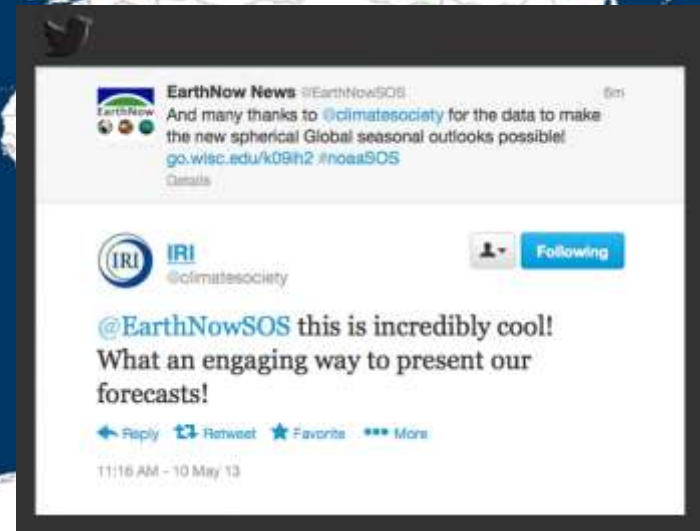 EarthNow News @EarthNowSOS 6m
EarthNow
And many thanks to @climatesociety for the data to make
the new spherical Global seasonal outlooks possible!
go.wisc.edu/k09ih2 #noaaSOS
Details
IRI
IRI
@climatesociety
Following
@EarthNowSOS this is incredibly cool!
What an engaging way to present our
forecasts!
Reply Retweet Favorite More
11:16 AM - 10 May 13